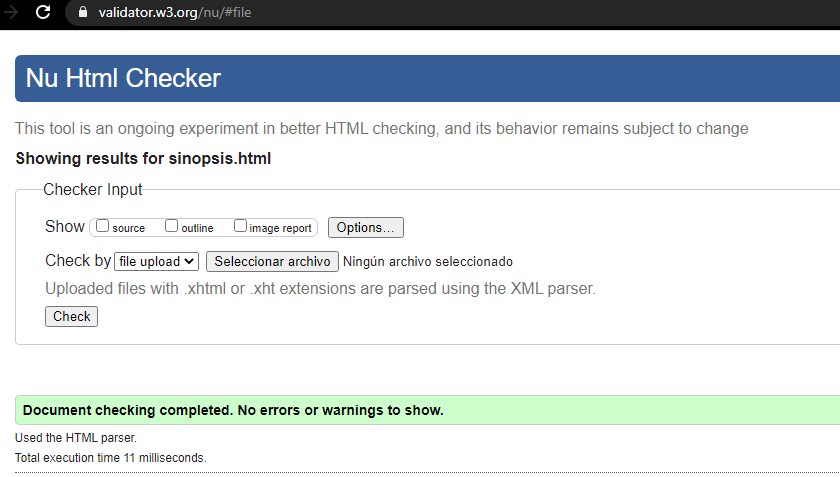 validator.w3.org/nu/#file
Nu Html Checker
This tool is an ongoing experiment in better HTML checking, and its behavior remains subject to change
Showing results for sinopsis.html
Checker Input
Show source outline image report Options...
Check by file upload Seleccionar archivo Ningún archivo seleccionado
Uploaded files with .xhtml or .xht extensions are parsed using the XML parser.
Check
Document checking completed. No errors or warnings to show.
Used the HTML parser.
Total execution time 11 milliseconds.